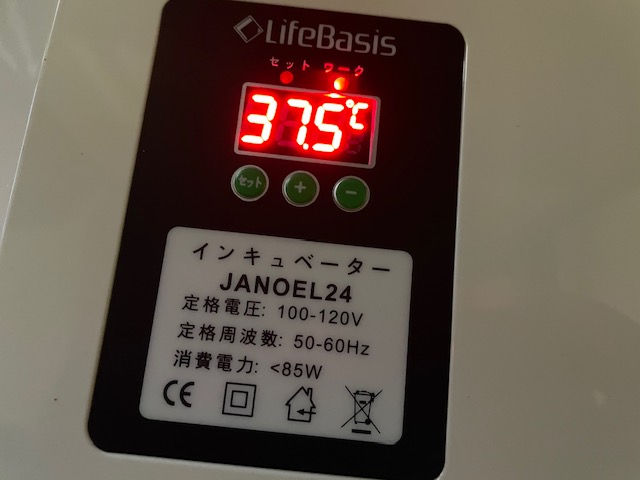 LifeBasis
セット ワーク
37.5℃
セット + −
インキュベーター
JANOEL24
定格電圧: 100-120V
定格周波数: 50-60Hz
消費電力: <85W
CE